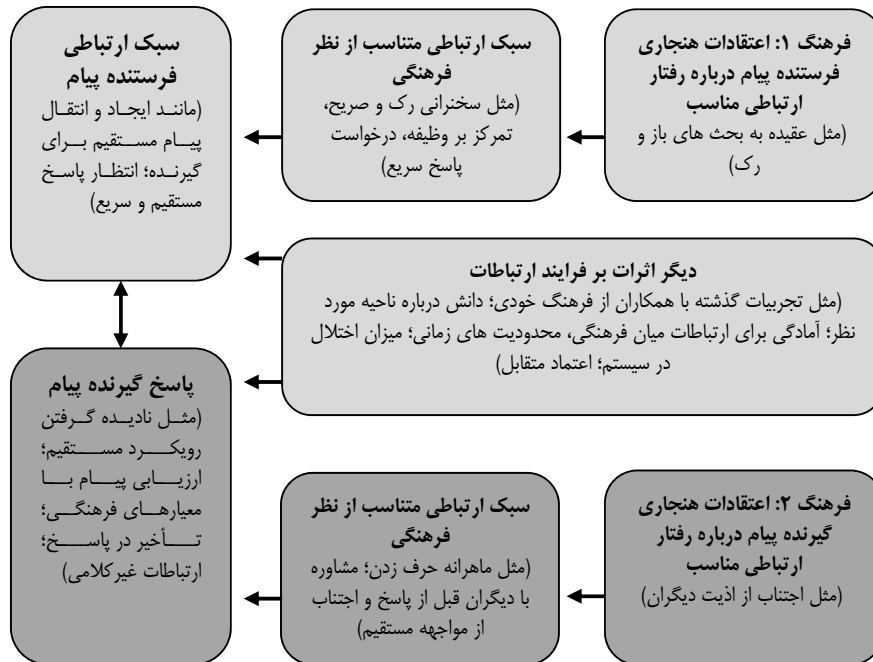 فرهنگ ۱: اعتقادات هنجاری
فرستنده پیام درباره رفتار
ارتباطی مناسب
(مثل عقیده به بحث های باز و
رک)
سبک ارتباطی متناسب از نظر
فرهنگی
(مثل سخنرانی رک و صریح،
تمرکز بر وظیفه، درخواست
پاسخ سریع)
سبک ارتباطی
فرستنده پیام
(مانند ایجاد و انتقال
پیام مستقیم برای
گیرنده؛ انتظار پاسخ
مستقیم و سریع)
دیگر اثرات بر فرایند ارتباطات
(مثل تجربیات گذشته با همکاران از فرهنگ خودی؛ دانش درباره ناحیه مورد
نظر؛ آمادگی برای ارتباطات میان فرهنگی، محدودیت های زمانی؛ میزان اختلال
در سیستم؛ اعتماد متقابل)
پاسخ گیرنده پیام
(مثل نادیده گرفتن
رویکرد مستقیم؛
ارزیابی پیام با
معیارهای فرهنگی؛
تأخیر در پاسخ؛
ارتباطات غیرکلامی)
فرهنگ ۲: اعتقادات هنجاری
گیرنده پیام درباره رفتار
ارتباطی مناسب
(مثل اجتناب از اذیت دیگران)
سبک ارتباطی متناسب از نظر
فرهنگی
(مثل ماهرانه حرف زدن؛ مشاوره
با دیگران قبل از پاسخ و اجتناب
از مواجهه مستقیم)